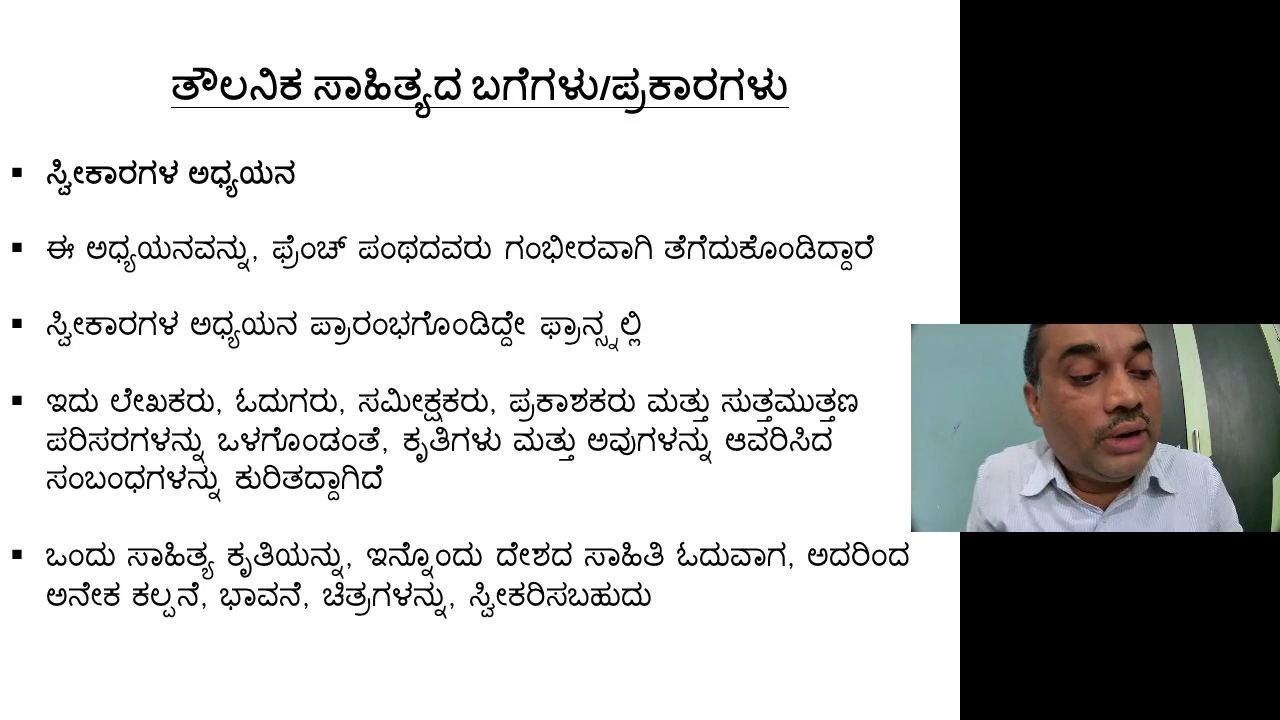 ತೌಲನಿಕ ಸಾಹಿತ್ಯದ ಬಗೆಗಳು/ಪ್ರಕಾರಗಳು
▪ ಸ್ವೀಕಾರಗಳ ಅಧ್ಯಯನ
▪ ಈ ಅಧ್ಯಯನವನ್ನು, ಫ್ರೆಂಚ್ ಪಂಥದವರು ಗಂಭೀರವಾಗಿ ತೆಗೆದುಕೊಂಡಿದ್ದಾರೆ
▪ ಸ್ವೀಕಾರಗಳ ಅಧ್ಯಯನ ಪ್ರಾರಂಭಗೊಂಡಿದ್ದೇ ಫ್ರಾನ್ಸ್ನಲ್ಲಿ
▪ ಇದು ಲೇಖಕರು, ಓದುಗರು, ಸಮೀಕ್ಷಕರು, ಪ್ರಕಾಶಕರು ಮತ್ತು ಸುತ್ತಮುತ್ತಣ
ಪರಿಸರಗಳನ್ನು ಒಳಗೊಂಡಂತೆ, ಕೃತಿಗಳು ಮತ್ತು ಅವುಗಳನ್ನು ಆವರಿಸಿದ
ಸಂಬಂಧಗಳನ್ನು ಕುರಿತದ್ದಾಗಿದೆ
▪ ಒಂದು ಸಾಹಿತ್ಯ ಕೃತಿಯನ್ನು, ಇನ್ನೊಂದು ದೇಶದ ಸಾಹಿತಿ ಓದುವಾಗ, ಅದರಿಂದ
ಅನೇಕ ಕಲ್ಪನೆ, ಭಾವನೆ, ಚಿತ್ರಗಳನ್ನು, ಸ್ವೀಕರಿಸಬಹುದು